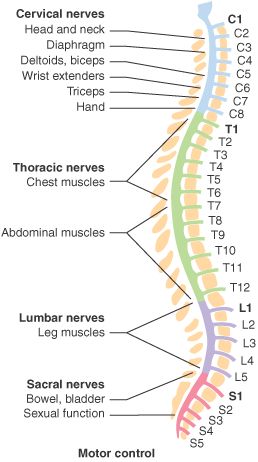 Cervical nerves
Head and neck
Diaphragm
Deltoids, biceps
Wrist extenders
Triceps
Hand
Thoracic nerves
Chest muscles
Abdominal muscles
Lumbar nerves
Leg muscles
Sacral nerves
Bowel, bladder
Sexual function
C1
C2
C3
C4
C5
C6
C7
C8
T1
T2
T3
T4
T5
T6
T7
T8
T9
T10
T11
T12
L1
L2
L3
L4
L5
S1
S2
S3
S4
S5
Motor control